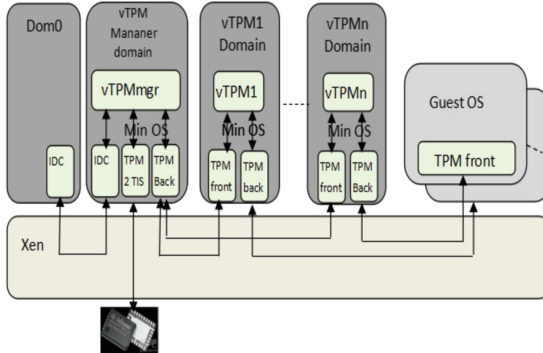 Dom0
vTPM
Mananer
domain
vTPMmgr
Min OS
IDC
IDC
TPM
2 TIS
TPM
Back
vTPM1
Domain
vTPM1
Min OS
TPM
front
TPM
back
vTPMn
Domain
vTPMn
Min OS
TPM
front
TPM
Back
Guest OS
TPM front
Xen